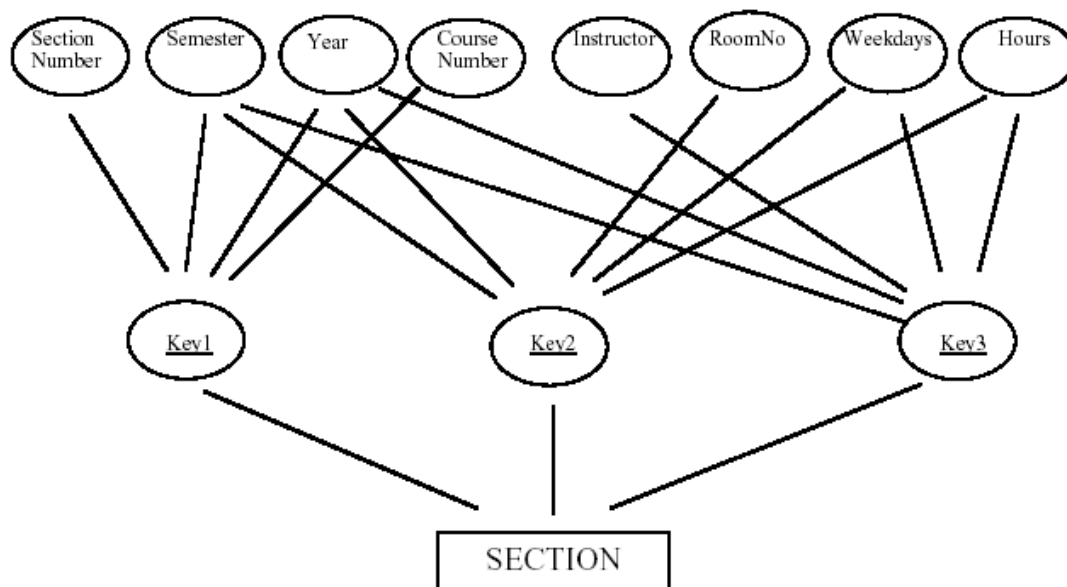 Section
Number
Semester
Year
Course
Number
Instructor
RoomNo
Weekdays
Hours
Key1
Key2
Key3
SECTION